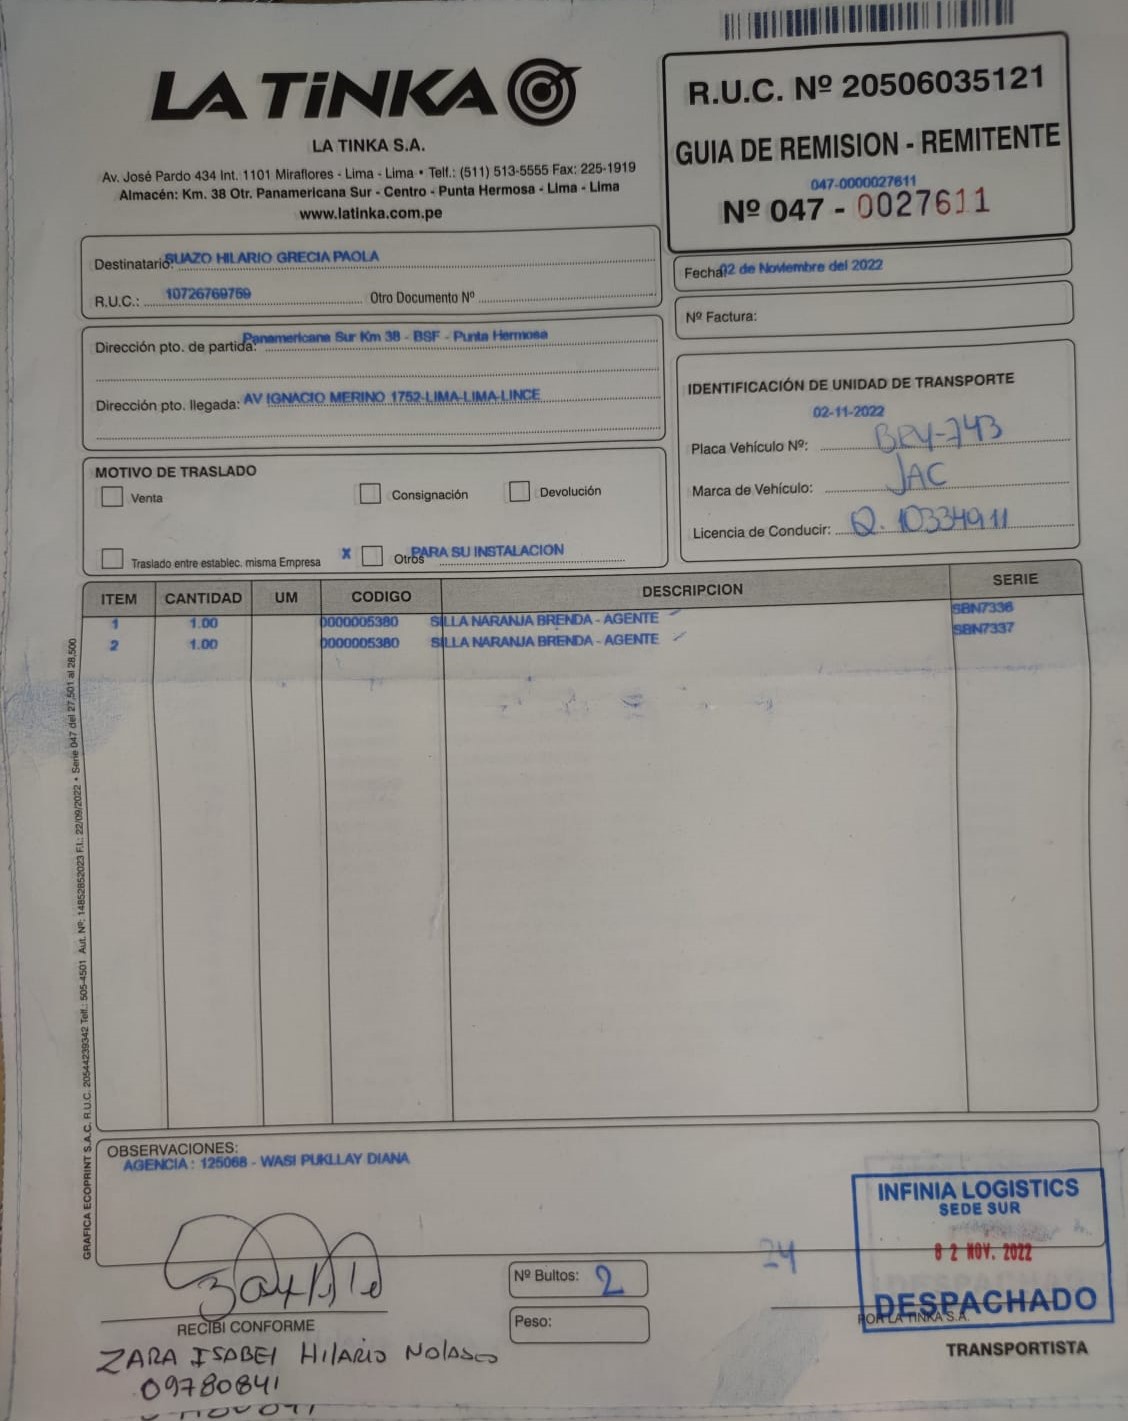 LA TiNKA
LA TINKA S.A.
Av. José Pardo 434 Int. 1101 Miraflores - Lima - Lima • Telf.: (511) 513-5555 Fax: 225-1919
Almacén: Km. 38 Otr. Panamericana Sur - Centro - Punta Hermosa - Lima - Lima
www.latinka.com.pe
R.U.C. Nº 20506035121
GUIA DE REMISION - REMITENTE
047-0000027611
Nº 047 - 0027611
Destinatario: SUAZO HILARIO GRECIA PAOLA
R.U.C.: 10726769759 Otro Documento Nº
Fecha: 02 de Noviembre del 2022
Nº Factura:
Dirección pto. de partida: Panamericana Sur Km 38 - BSF - Punta Hermosa
Dirección pto. llegada: AV IGNACIO MERINO 1752-LIMA-LIMA-LINCE
IDENTIFICACIÓN DE UNIDAD DE TRANSPORTE
02-11-2022
Placa Vehículo Nº: BRY-743
Marca de Vehículo: JAC
Licencia de Conducir: Q. 10334911
MOTIVO DE TRASLADO
Venta Consignación Devolución
Traslado entre establec. misma Empresa x Otros PARA SU INSTALACION
ITEM CANTIDAD UM CODIGO DESCRIPCION SERIE
1 1.00 0000005380 SILLA NARANJA BRENDA - AGENTE SBN7336
2 1.00 0000005380 SILLA NARANJA BRENDA - AGENTE SBN7337
GRAFICA ECOPRINT S.A.C. R.U.C. 20544239342 Telf.: 505-4501 Aut. Nº: 14852852023 F.I.: 22/09/2022 • Serie 047 del 27,501 al 28,500
OBSERVACIONES:
AGENCIA : 125068 - WASI PUKLLAY DIANA
INFINIA LOGISTICS
SEDE SUR
02 NOV. 2022
DESPACHADO
24
Nº Bultos: 2
Peso:
RECIBI CONFORME
POR LA TINKA S.A.
TRANSPORTISTA
ZARA ISABEl HilARiO NOlASCO
09780841